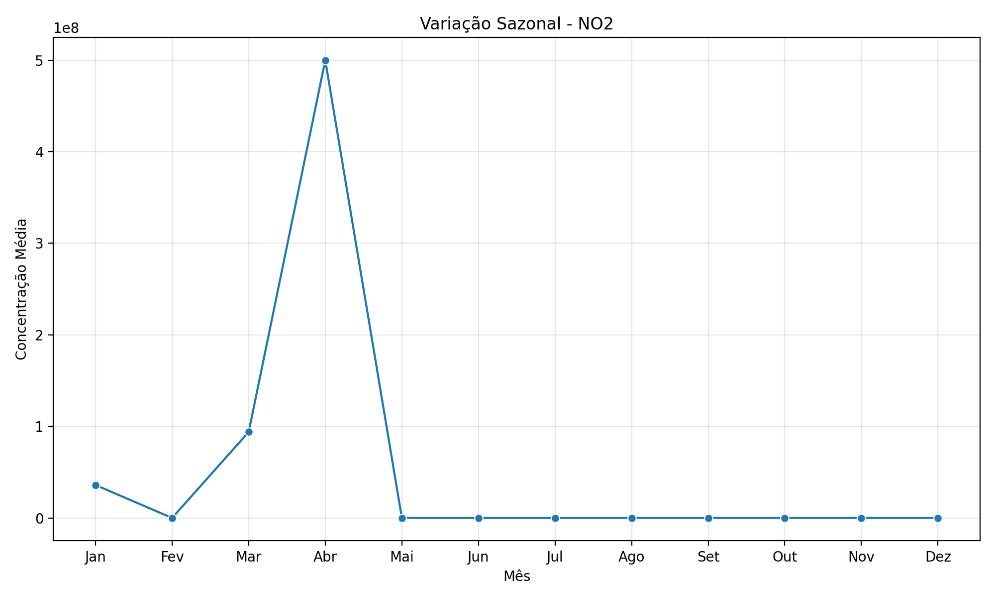 Variação Sazonal - NO2
1e8
5
4
3
2
1
0
Concentração Média
Jan Fev Mar Abr Mai Jun Jul Ago Set Out Nov Dez
Mês